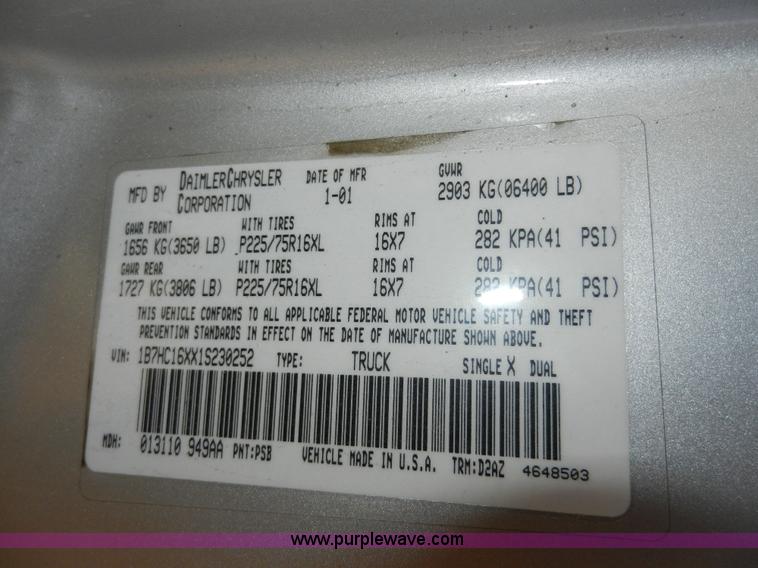 MFD BY DAIMLERCHRYSLER CORPORATION DATE OF MFR 1-01 GVWR 2903 KG(06400 LB)
GAWR FRONT WITH TIRES RIMS AT COLD
1656 KG(3650 LB) P225/75R16XL 16X7 282 KPA(41 PSI)
GAWR REAR WITH TIRES RIMS AT COLD
1727 KG(3806 LB) P225/75R16XL 16X7 282 KPA(41 PSI)
THIS VEHICLE CONFORMS TO ALL APPLICABLE FEDERAL MOTOR VEHICLE SAFETY AND THEFT
PREVENTION STANDARDS IN EFFECT ON THE DATE OF MANUFACTURE SHOWN ABOVE.
VIN: 1B7HC16XX1S230252 TYPE: TRUCK SINGLE X DUAL
MDH: 013110 949AA PNT:PSB VEHICLE MADE IN U.S.A. TRM:D2AZ 4648503
www.purplewave.com